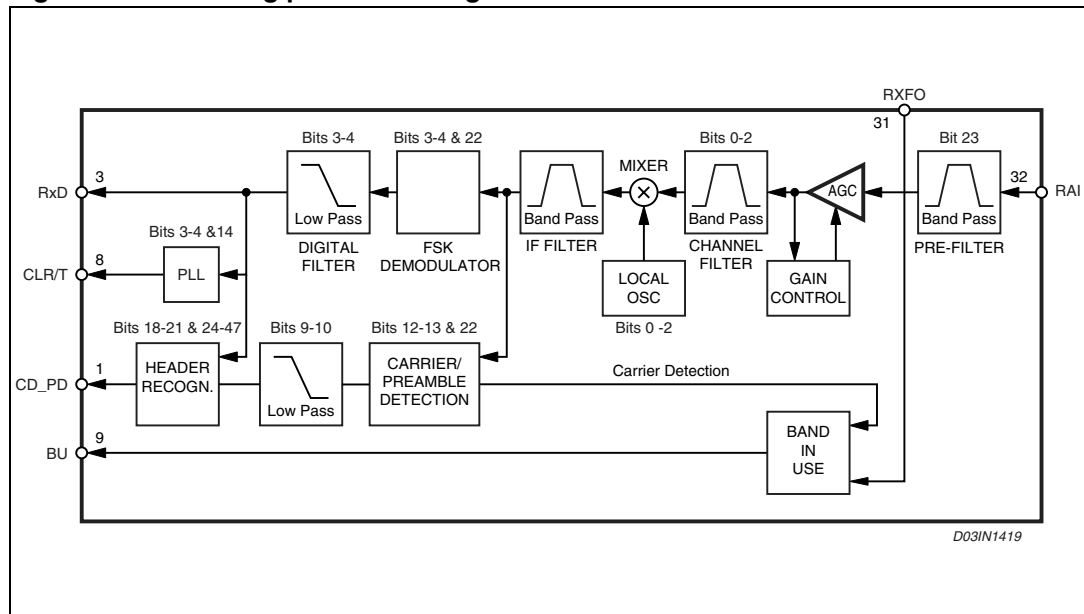 RXFO
31
Bits 3-4
Bits 3-4 & 22
MIXER
Bits 0-2
Bit 23
RxD
3
Low Pass
DIGITAL
FILTER
FSK
DEMODULATOR
Band Pass
IF FILTER
Band Pass
CHANNEL
FILTER
AGC
Band Pass
PRE-FILTER
32
RAI
Bits 3-4 &14
CLR/T
8
PLL
LOCAL
OSC
Bits 0 -2
GAIN
CONTROL
Bits 18-21 & 24-47
Bits 9-10
Bits 12-13 & 22
CD_PD
1
HEADER
RECOGN.
Low Pass
CARRIER/
PREAMBLE
DETECTION
Carrier Detection
BU
9
BAND
IN
USE
D03IN1419